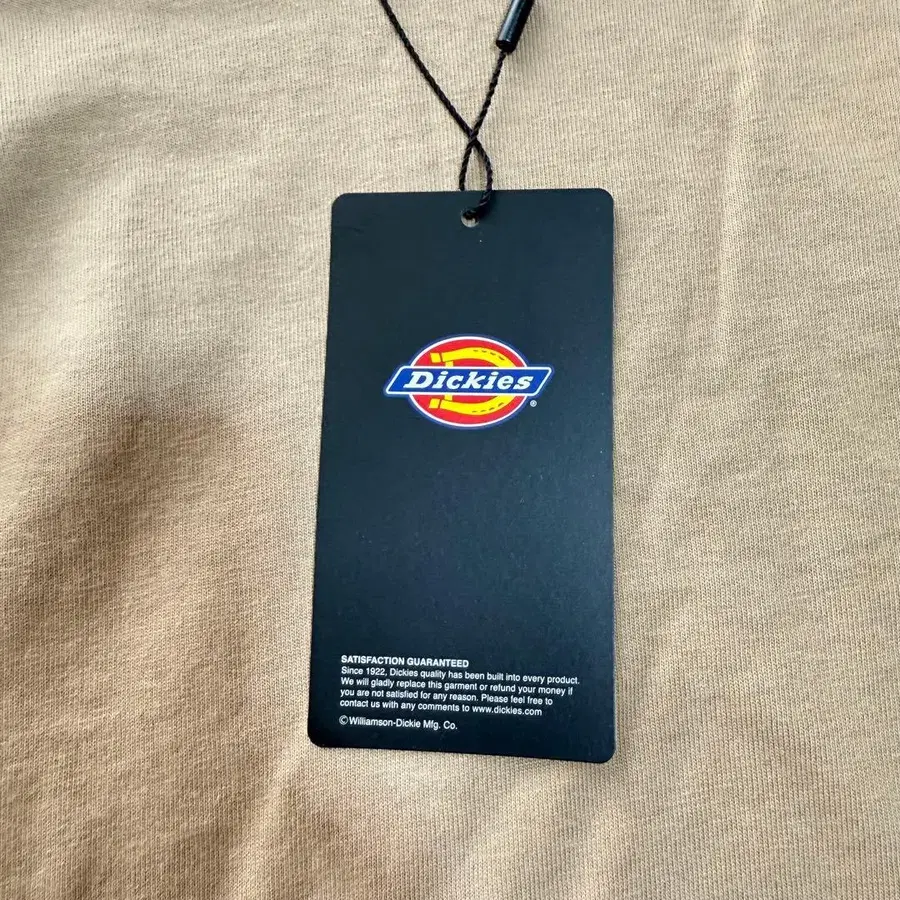 Dickies®
SATISFACTION GUARANTEED
Since 1922, Dickies quality has been built into every product.
We will gladly replace this garment or refund your money if
you are not satisfied for any reason. Please feel free to
contact us with any comments to www.dickies.com
©Williamson-Dickie Mfg. Co.